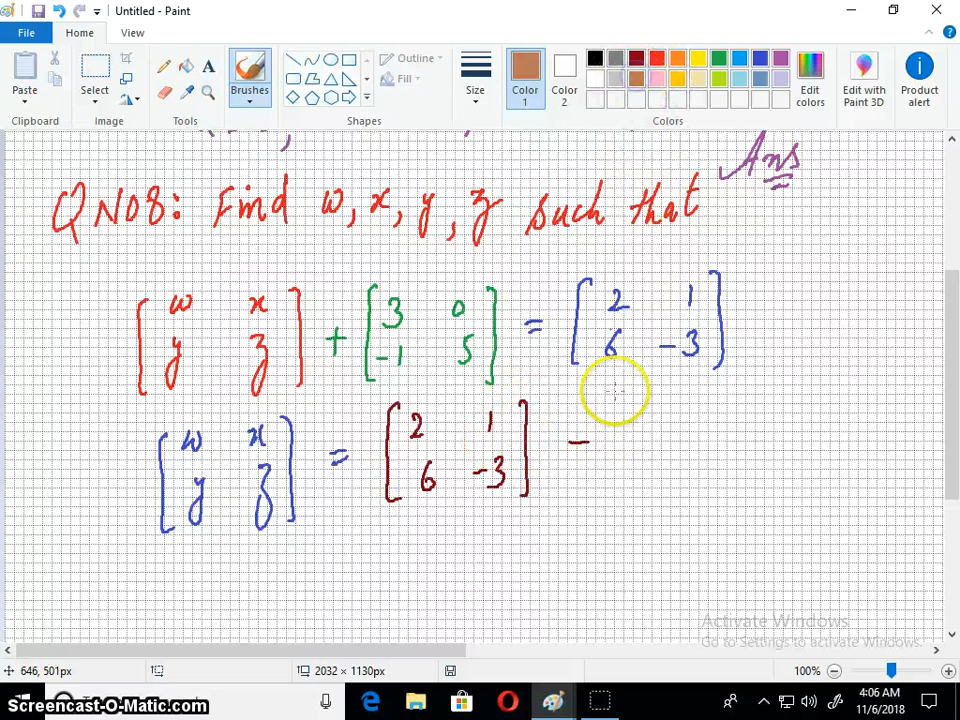 Untitled - Paint
File Home View
Paste Select Brushes Outline Fill Size Color 1 Color 2 Edit colors Edit with Paint 3D Product alert
Clipboard Image Tools Shapes Colors
Ans
QNO8: Find w, x, y, z such that
[w x] + [3 0] = [2 1]
[y z] [-1 5] [6 -3]
[w x] = [2 1] -
[y z] [6 -3]
Activate Windows
Go to Settings to activate Windows.
646, 501px 2032 × 1130px 100%
Screencast-O-Matic.com
4:06 AM
11/6/2018